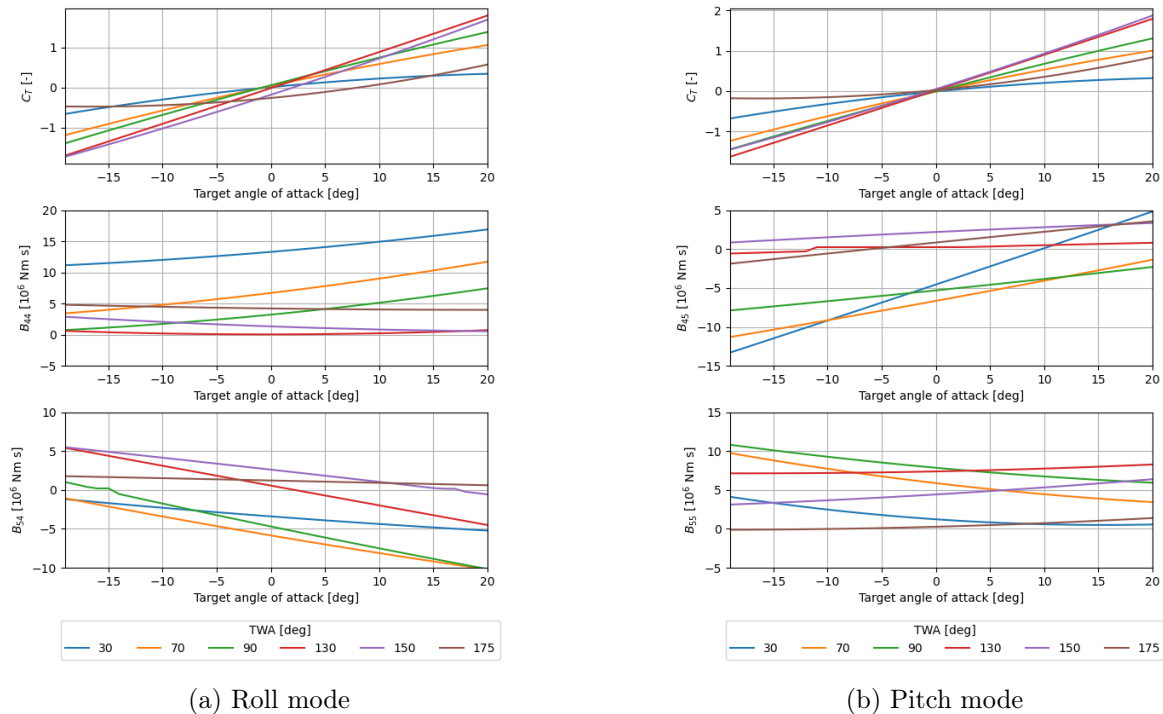 1
0
−1
C_T [-]
−15 −10 −5 0 5 10 15 20
Target angle of attack [deg]
20
15
10
5
0
−5
B_44 [10^6 Nm s]
−15 −10 −5 0 5 10 15 20
Target angle of attack [deg]
10
5
0
−5
−10
B_54 [10^6 Nm s]
−15 −10 −5 0 5 10 15 20
Target angle of attack [deg]
TWA [deg]
30 70 90 130 150 175
(a) Roll mode
2
1
0
−1
C_T [-]
−15 −10 −5 0 5 10 15 20
Target angle of attack [deg]
5
0
−5
−10
−15
B_45 [10^6 Nm s]
−15 −10 −5 0 5 10 15 20
Target angle of attack [deg]
15
10
5
0
−5
B_55 [10^6 Nm s]
−15 −10 −5 0 5 10 15 20
Target angle of attack [deg]
TWA [deg]
30 70 90 130 150 175
(b) Pitch mode